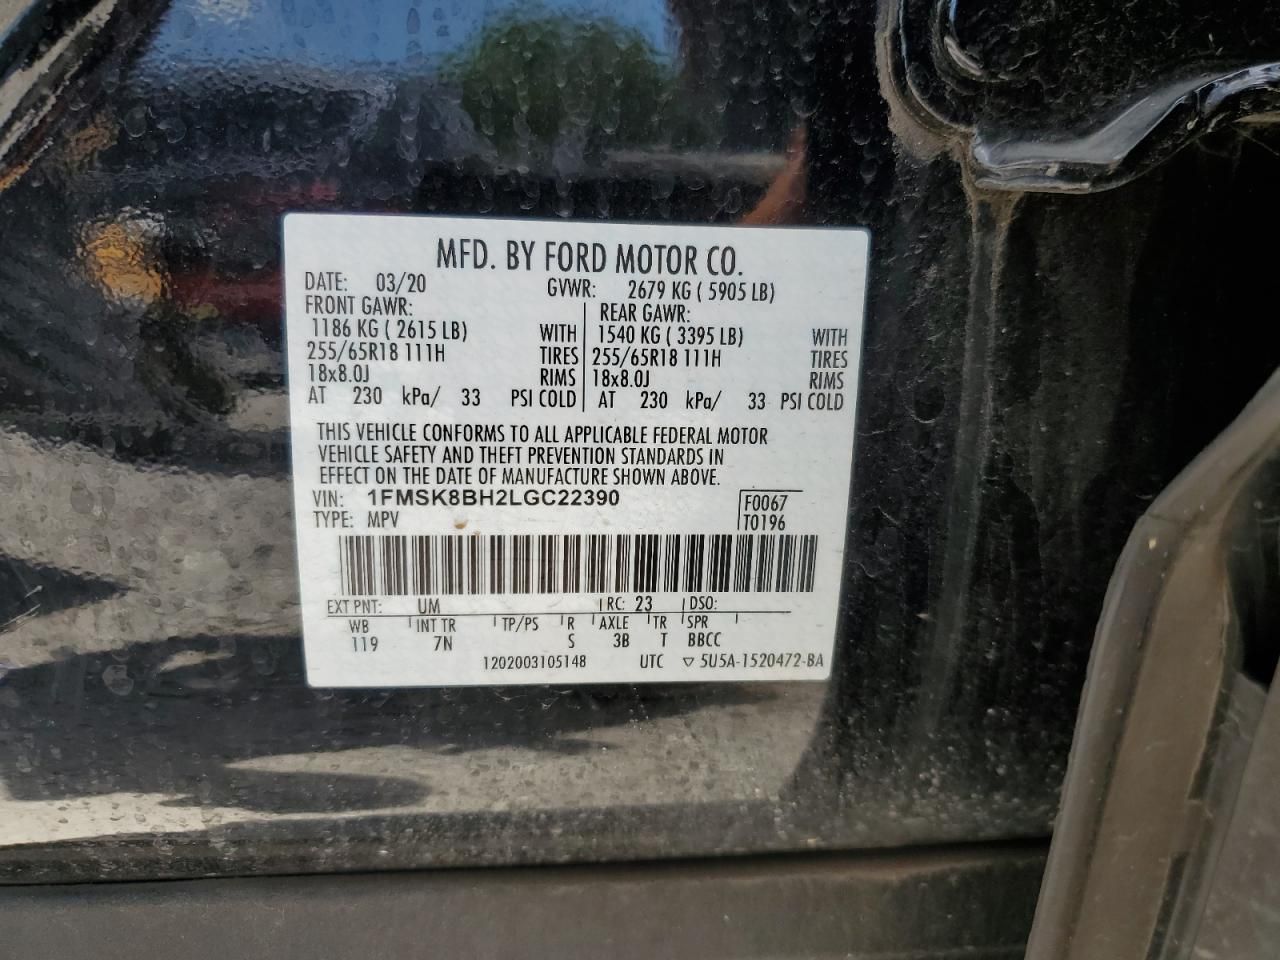 MFD. BY FORD MOTOR CO.
DATE: 03/20 GVWR: 2679 KG ( 5905 LB)
FRONT GAWR: REAR GAWR:
1186 KG ( 2615 LB) WITH 1540 KG ( 3395 LB) WITH
255/65R18 111H TIRES 255/65R18 111H TIRES
18x8.0J RIMS 18x8.0J RIMS
AT 230 kPa/ 33 PSI COLD AT 230 kPa/ 33 PSI COLD
THIS VEHICLE CONFORMS TO ALL APPLICABLE FEDERAL MOTOR
VEHICLE SAFETY AND THEFT PREVENTION STANDARDS IN
EFFECT ON THE DATE OF MANUFACTURE SHOWN ABOVE.
VIN: 1FMSK8BH2LGC22390 F0067
TYPE: MPV T0196
EXT PNT: UM RC: 23 DSO:
WB INT TR TP/PS R AXLE TR SPR
119 7N S 3B T BBCC
1202003105148 UTC ▽ 5U5A-1520472-BA